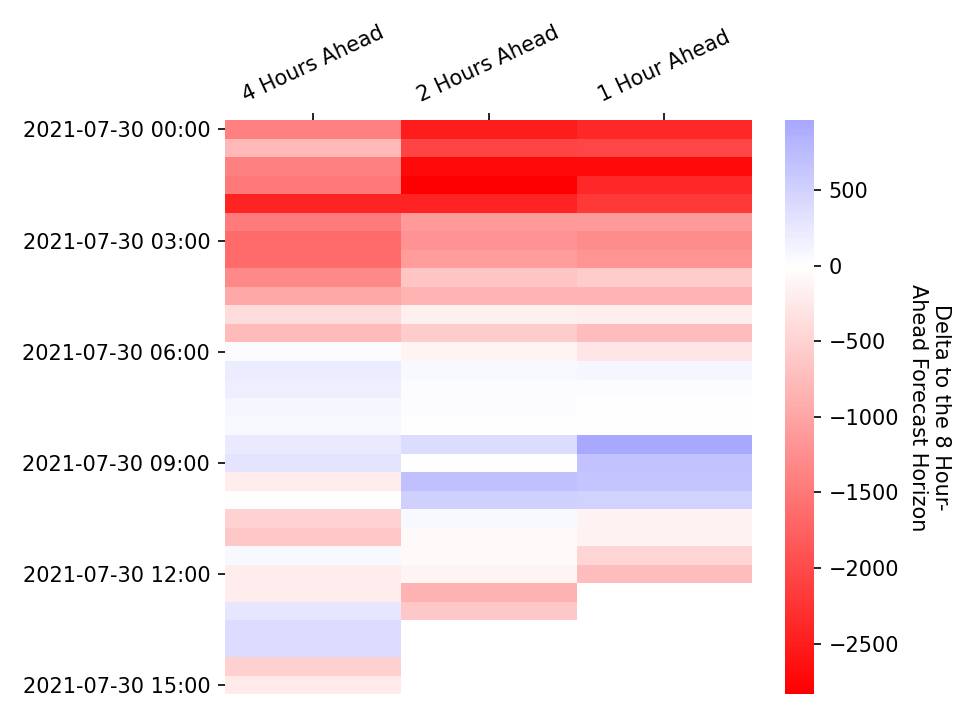 4 Hours Ahead
2 Hours Ahead
1 Hour Ahead
2021-07-30 00:00
2021-07-30 03:00
2021-07-30 06:00
2021-07-30 09:00
2021-07-30 12:00
2021-07-30 15:00
500
0
−500
−1000
−1500
−2000
−2500
Delta to the 8 Hour-
Ahead Forecast Horizon